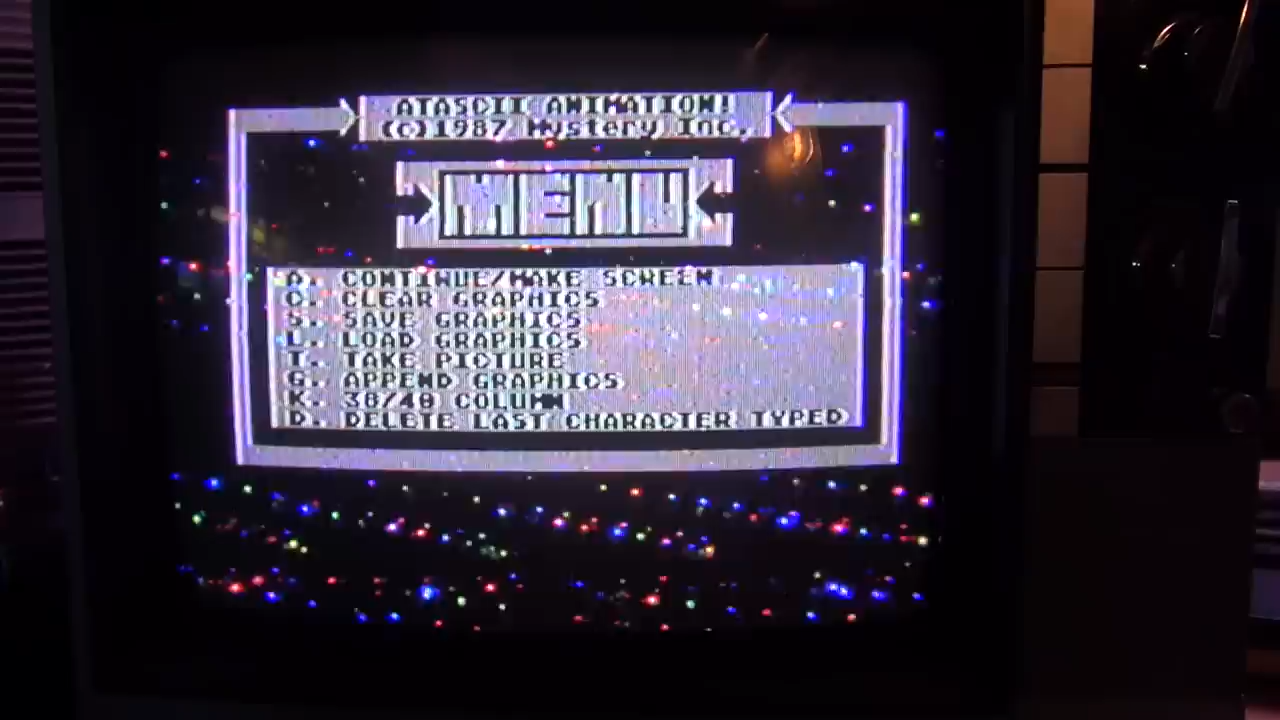 ATASCII ANIMATION!
(c)1987 Mystery Inc.
MENU
A. CONTINUE/MAKE SCREEN
C. CLEAR GRAPHICS
S. SAVE GRAPHICS
L. LOAD GRAPHICS
T. TAKE PICTURE
G. APPEND GRAPHICS
K. 38/40 COLUMN
D. DELETE LAST CHARACTER TYPED